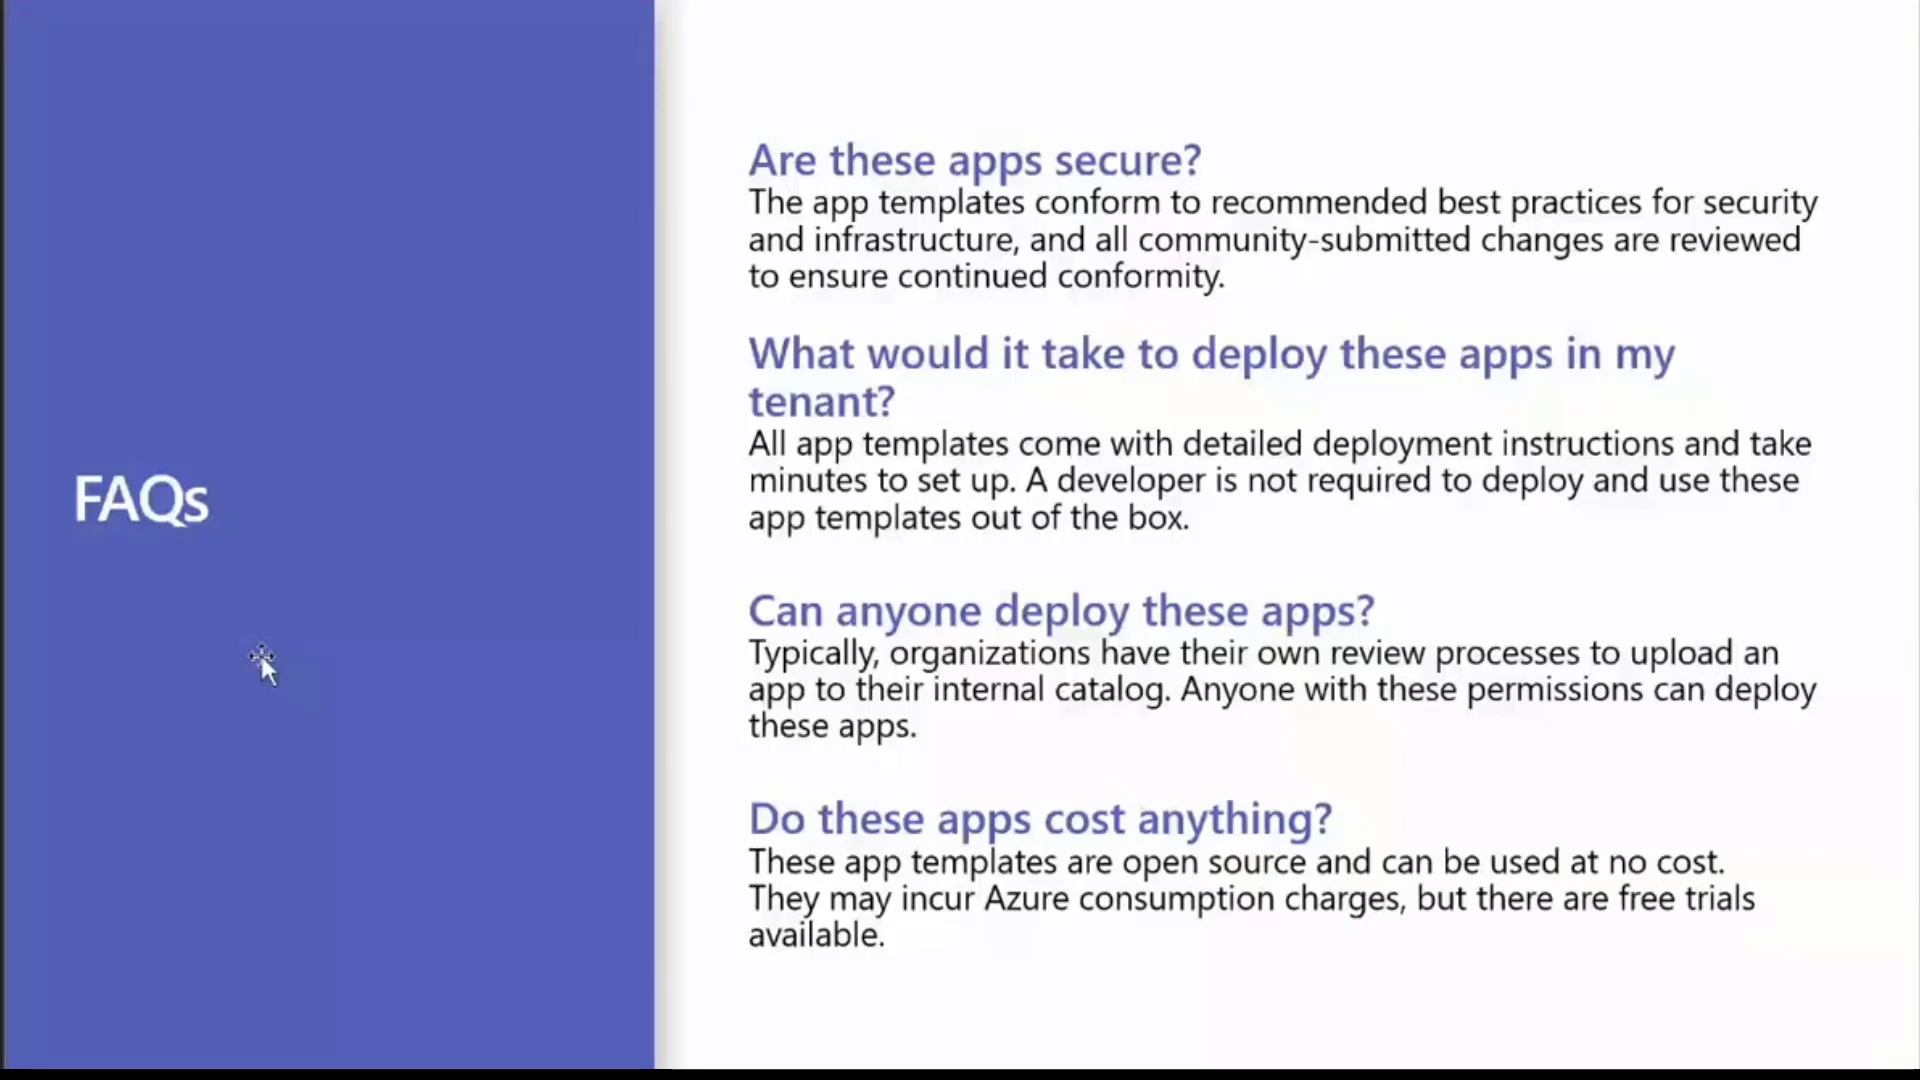 FAQs
Are these apps secure?
The app templates conform to recommended best practices for security
and infrastructure, and all community-submitted changes are reviewed
to ensure continued conformity.
What would it take to deploy these apps in my
tenant?
All app templates come with detailed deployment instructions and take
minutes to set up. A developer is not required to deploy and use these
app templates out of the box.
Can anyone deploy these apps?
Typically, organizations have their own review processes to upload an
app to their internal catalog. Anyone with these permissions can deploy
these apps.
Do these apps cost anything?
These app templates are open source and can be used at no cost.
They may incur Azure consumption charges, but there are free trials
available.